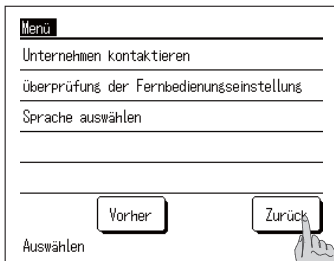 Menü
Unternehmen kontaktieren
überprüfung der Fernbedienungseinstellung
Sprache auswählen
Vorher Zurück
Auswählen